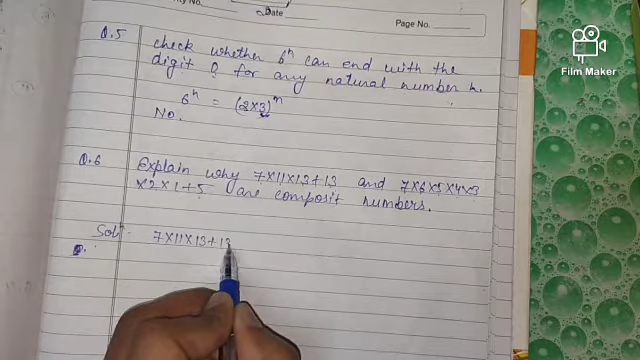 Date
Page No.
Q.5 check whether 6ⁿ can end with the
digit 0 for any natural number n.
6ⁿ = (2×3)ⁿ
No.
Q.6 Explain why 7×11×13+13 and 7×6×5×4×3
×2×1+5 are composit numbers.
Solⁿ- 7×11×13+13
Film Maker